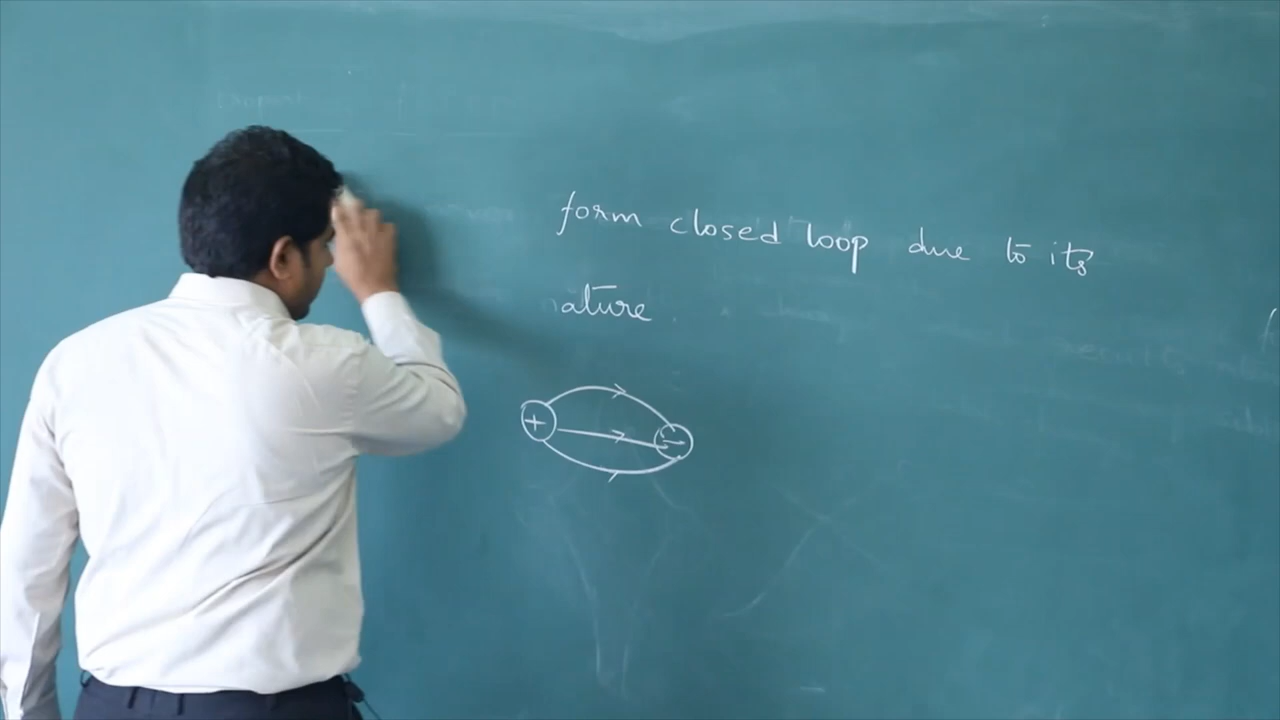 form closed loop due to its
ature
+ −